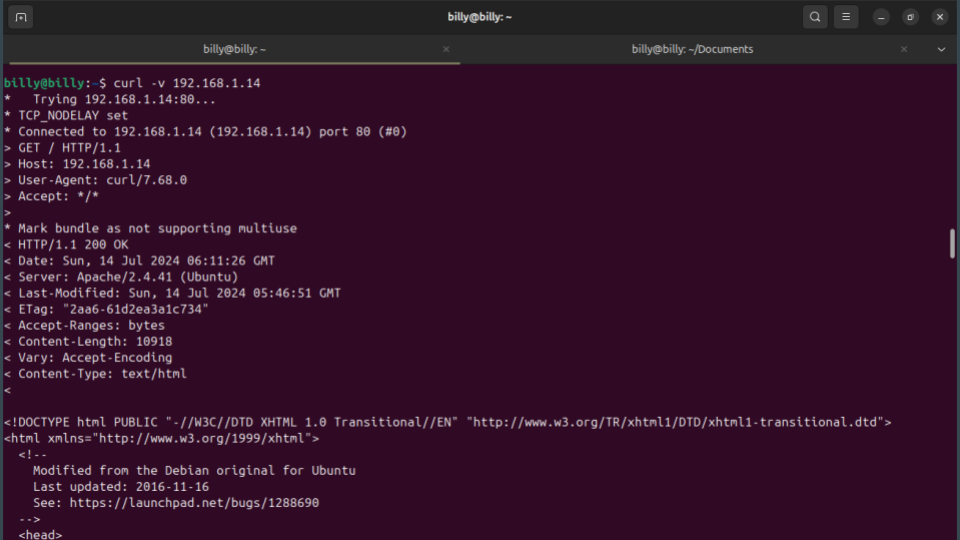 billy@billy: ~
billy@billy: ~
billy@billy: ~/Documents
billy@billy:~$ curl -v 192.168.1.14
*   Trying 192.168.1.14:80...
* TCP_NODELAY set
* Connected to 192.168.1.14 (192.168.1.14) port 80 (#0)
> GET / HTTP/1.1
> Host: 192.168.1.14
> User-Agent: curl/7.68.0
> Accept: */*
>
* Mark bundle as not supporting multiuse
< HTTP/1.1 200 OK
< Date: Sun, 14 Jul 2024 06:11:26 GMT
< Server: Apache/2.4.41 (Ubuntu)
< Last-Modified: Sun, 14 Jul 2024 05:46:51 GMT
< ETag: "2aa6-61d2ea3a1c734"
< Accept-Ranges: bytes
< Content-Length: 10918
< Vary: Accept-Encoding
< Content-Type: text/html
<
<!DOCTYPE html PUBLIC "-//W3C//DTD XHTML 1.0 Transitional//EN" "http://www.w3.org/TR/xhtml1/DTD/xhtml1-transitional.dtd">
<html xmlns="http://www.w3.org/1999/xhtml">
  <!--
    Modified from the Debian original for Ubuntu
    Last updated: 2016-11-16
    See: https://launchpad.net/bugs/1288690
  -->
  <head>